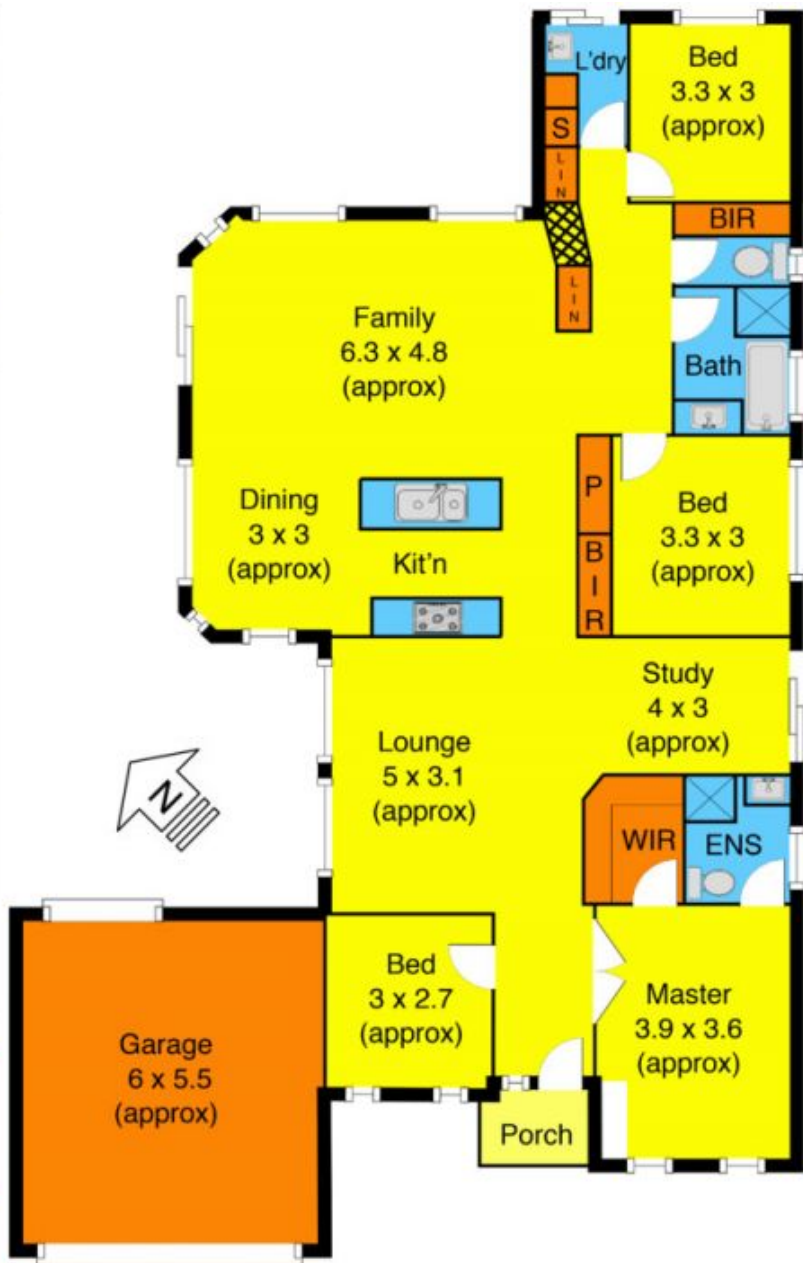 L'dry
Bed
3.3 x 3
(approx)
S
L
I
N
BIR
L
I
N
Family
6.3 x 4.8
(approx)
Bath
Dining
3 x 3
(approx)
P
Bed
3.3 x 3
(approx)
Kit'n
B
I
R
Study
4 x 3
(approx)
Lounge
5 x 3.1
(approx)
N
WIR
ENS
Bed
3 x 2.7
(approx)
Master
3.9 x 3.6
(approx)
Garage
6 x 5.5
(approx)
Porch